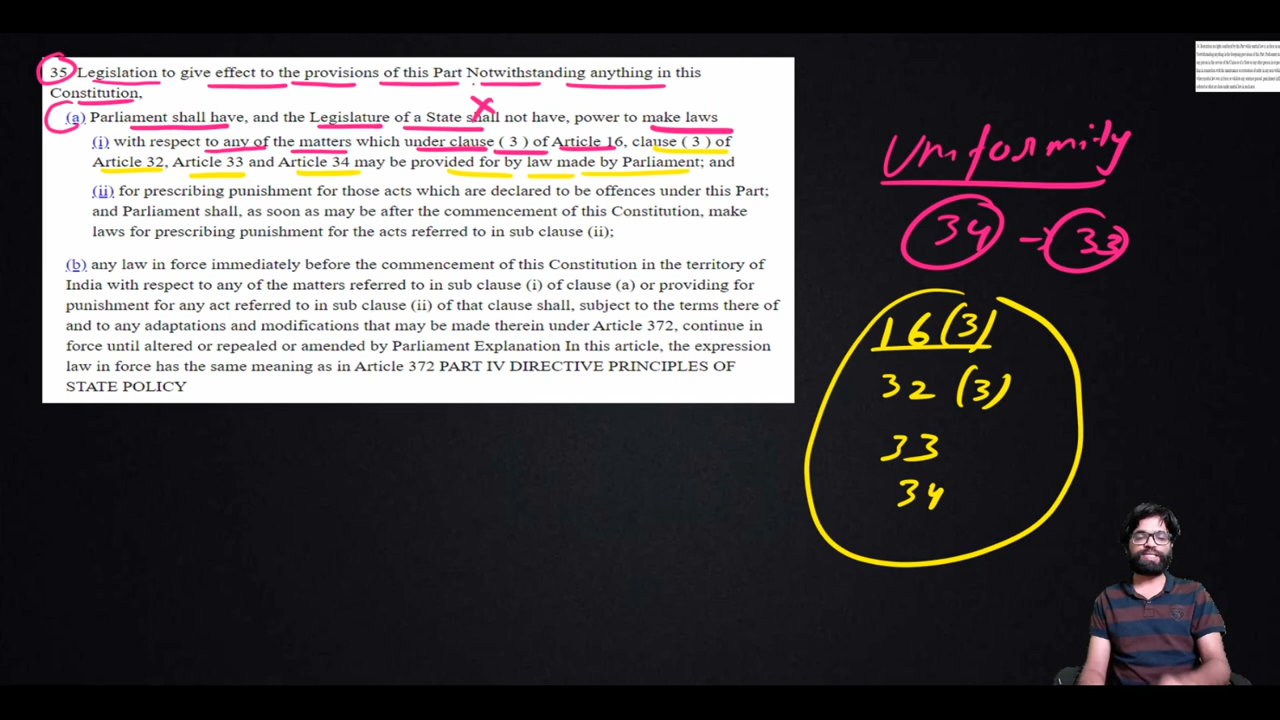 35. Legislation to give effect to the provisions of this Part Notwithstanding anything in this
Constitution,
(a) Parliament shall have, and the Legislature of a State shall not have, power to make laws
(i) with respect to any of the matters which under clause ( 3 ) of Article 16, clause ( 3 ) of
Article 32, Article 33 and Article 34 may be provided for by law made by Parliament; and
(ii) for prescribing punishment for those acts which are declared to be offences under this Part;
and Parliament shall, as soon as may be after the commencement of this Constitution, make
laws for prescribing punishment for the acts referred to in sub clause (ii);
(b) any law in force immediately before the commencement of this Constitution in the territory of
India with respect to any of the matters referred to in sub clause (i) of clause (a) or providing for
punishment for any act referred to in sub clause (ii) of that clause shall, subject to the terms there of
and to any adaptations and modifications that may be made therein under Article 372, continue in
force until altered or repealed or amended by Parliament Explanation In this article, the expression
law in force has the same meaning as in Article 372 PART IV DIRECTIVE PRINCIPLES OF
STATE POLICY
Uniformity
34 → 33
16(3)
32 (3)
33
34